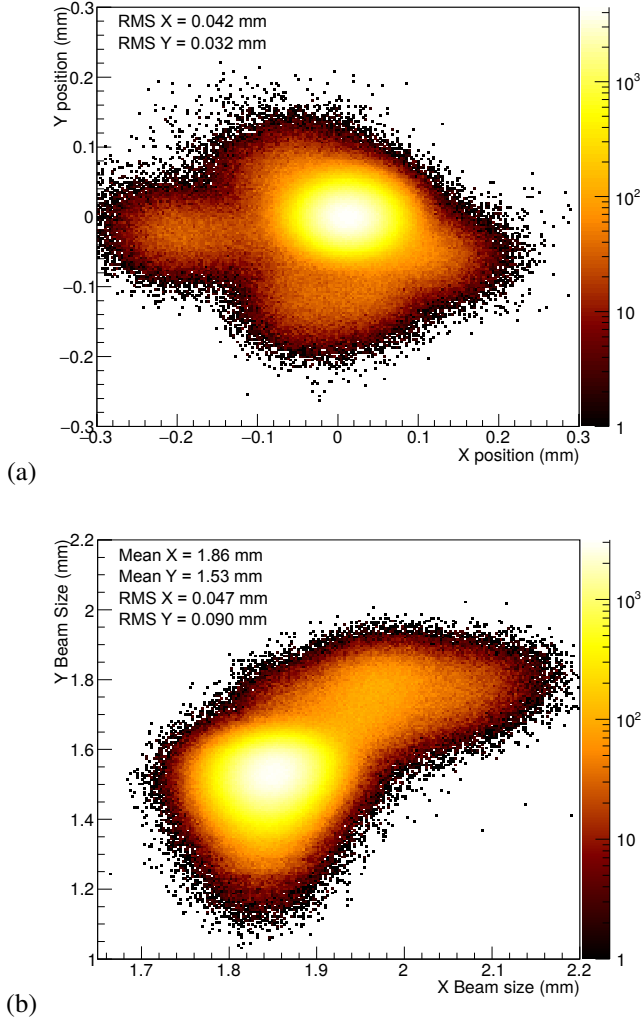 RMS X = 0.042 mm
RMS Y = 0.032 mm
Y position (mm)
0.3
0.2
0.1
0
−0.1
−0.2
−0.3
−0.3 −0.2 −0.1 0 0.1 0.2 0.3
X position (mm)
10³
10²
10
1
(a)
Mean X = 1.86 mm
Mean Y = 1.53 mm
RMS X = 0.047 mm
RMS Y = 0.090 mm
Y Beam Size (mm)
2.2
2
1.8
1.6
1.4
1.2
1
1.7 1.8 1.9 2 2.1 2.2
X Beam size (mm)
10³
10²
10
1
(b)